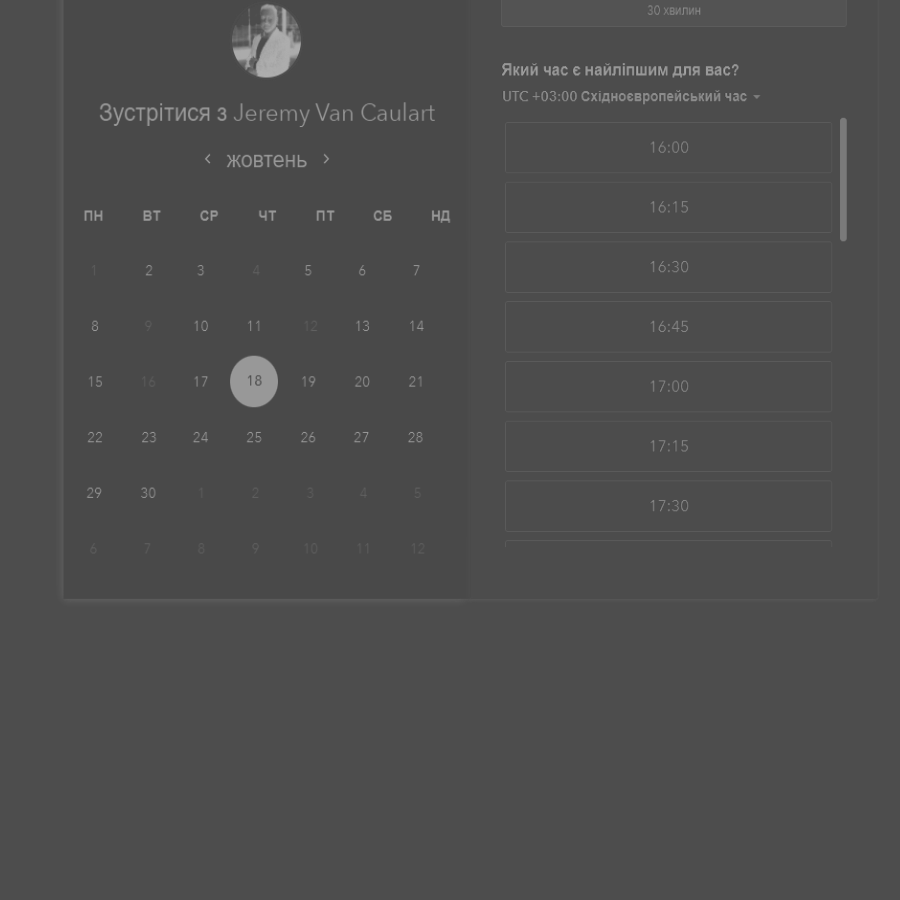 30 хвилин
Зустрітися з Jeremy Van Caulart
жовтень
ПН ВТ СР ЧТ ПТ СБ НД
1 2 3 4 5 6 7
8 9 10 11 12 13 14
15 16 17 18 19 20 21
22 23 24 25 26 27 28
29 30 1 2 3 4 5
6 7 8 9 10 11 12
Який час є найліпшим для вас?
UTC +03:00 Східноєвропейський час
16:00
16:15
16:30
16:45
17:00
17:15
17:30